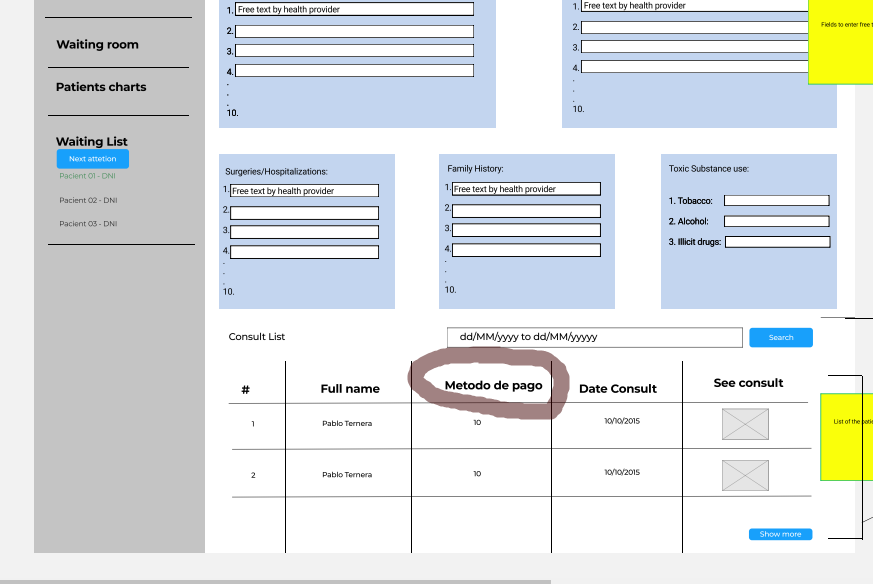 Waiting room
Patients charts
Waiting List
Next attetion
Pacient 01 - DNI
Pacient 02 - DNI
Pacient 03 - DNI
1. Free text by health provider
2.
3.
4.
.
.
.
10.
1. Free text by health provider
2.
3.
4.
.
.
.
10.
Fields to enter free t
Surgeries/Hospitalizations:
1. Free text by health provider
2.
3.
4.
.
.
.
10.
Family History:
1. Free text by health provider
2.
3.
4.
.
.
.
10.
Toxic Substance use:
1. Tobacco:
2. Alcohol:
3. Illicit drugs:
Consult List
dd/MM/yyyy to dd/MM/yyyyy
Search
# Full name Metodo de pago Date Consult See consult
1 Pablo Ternera 10 10/10/2015
2 Pablo Ternera 10 10/10/2015
Show more
List of the patie